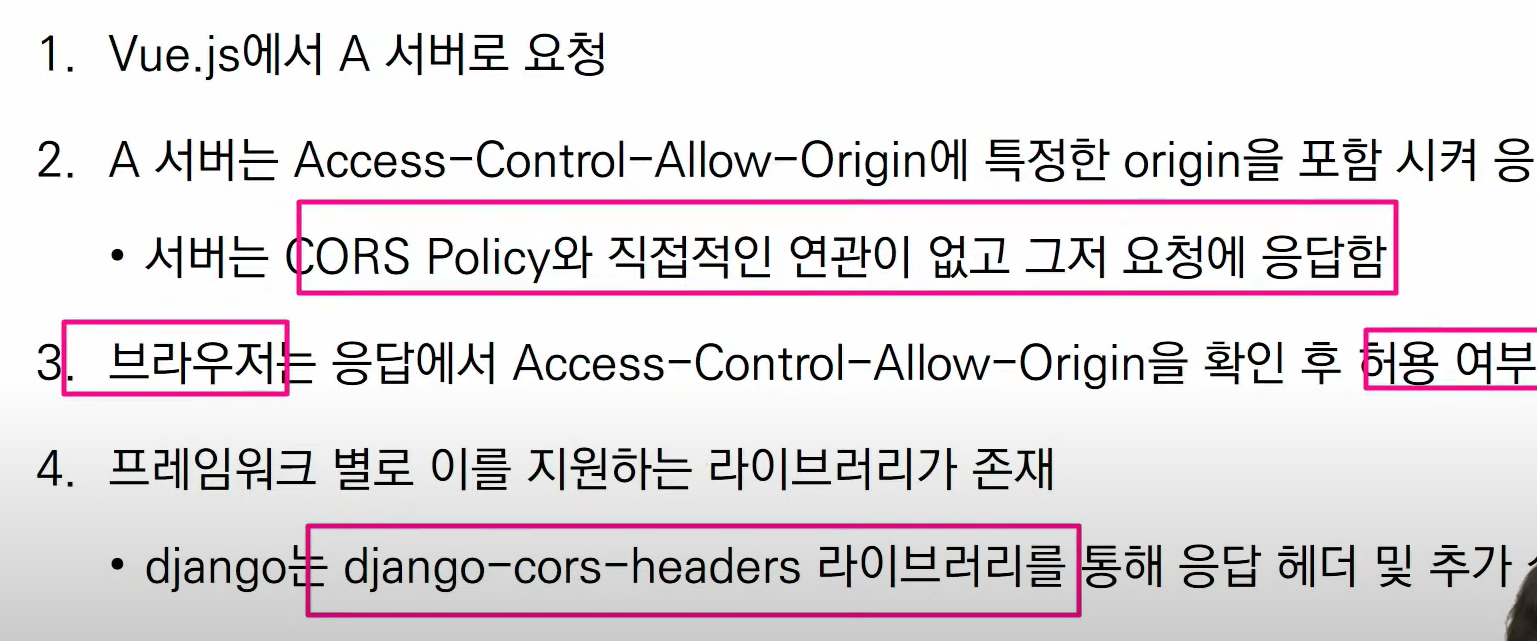 1. Vue.js에서 A 서버로 요청
2. A 서버는 Access-Control-Allow-Origin에 특정한 origin을 포함 시켜 응
• 서버는 CORS Policy와 직접적인 연관이 없고 그저 요청에 응답함
3. 브라우저는 응답에서 Access-Control-Allow-Origin을 확인 후 허용 여부
4. 프레임워크 별로 이를 지원하는 라이브러리가 존재
• django는 django-cors-headers 라이브러리를 통해 응답 헤더 및 추가